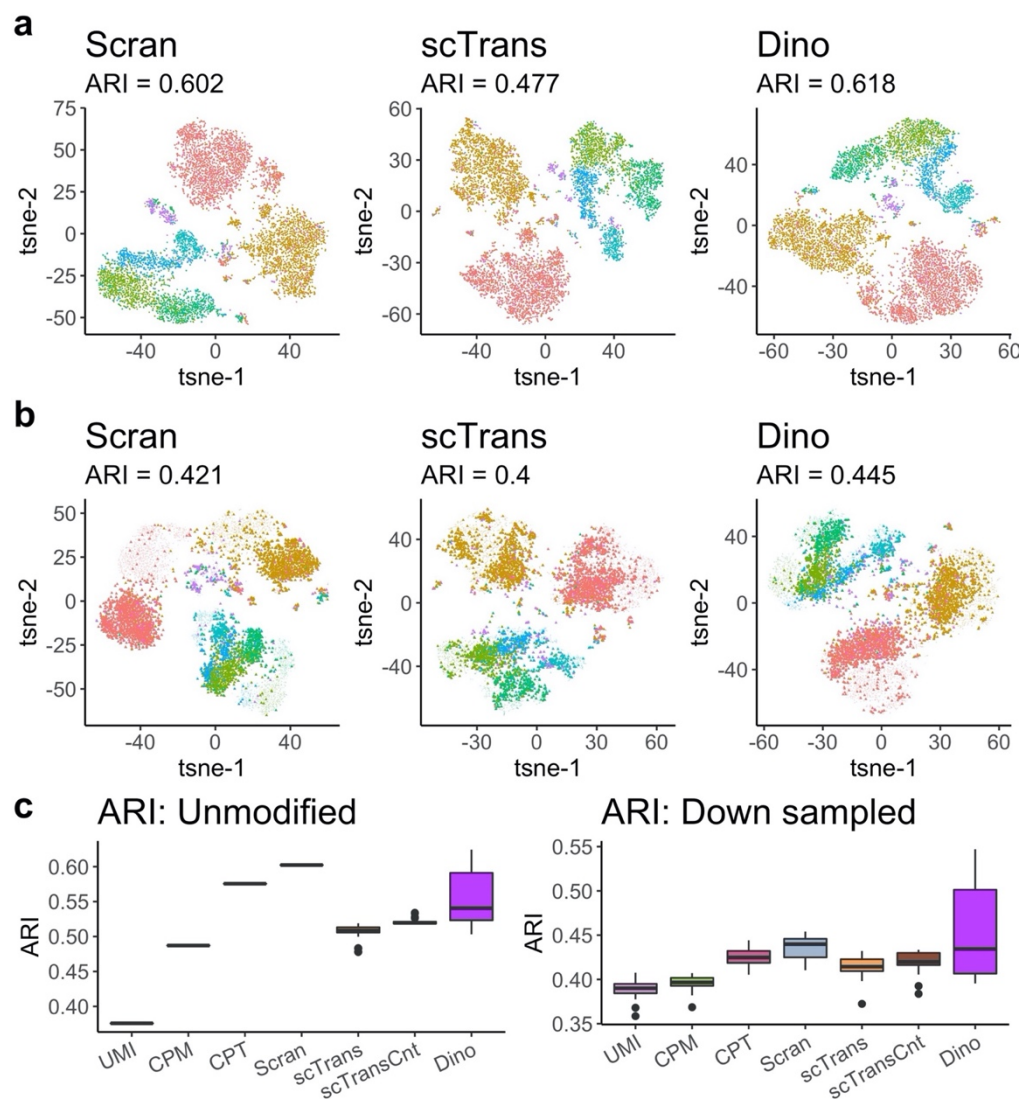 a
Scran
ARI = 0.602
75
50
25
0
-25
-50
tsne-2
-40
0
40
tsne-1
scTrans
ARI = 0.477
60
30
0
-30
-60
tsne-2
-40
0
40
tsne-1
Dino
ARI = 0.618
40
0
-40
tsne-2
-60
-30
0
30
60
tsne-1
b
Scran
ARI = 0.421
50
25
0
-25
-50
tsne-2
-40
0
40
tsne-1
scTrans
ARI = 0.4
40
0
-40
tsne-2
-30
0
30
60
tsne-1
Dino
ARI = 0.445
40
0
-40
tsne-2
-60
-30
0
30
60
tsne-1
c
ARI: Unmodified
0.60
0.55
0.50
0.45
0.40
ARI
UMI
CPM
CPT
Scran
scTrans
scTransCnt
Dino
ARI: Down sampled
0.55
0.50
0.45
0.40
0.35
ARI
UMI
CPM
CPT
Scran
scTrans
scTransCnt
Dino